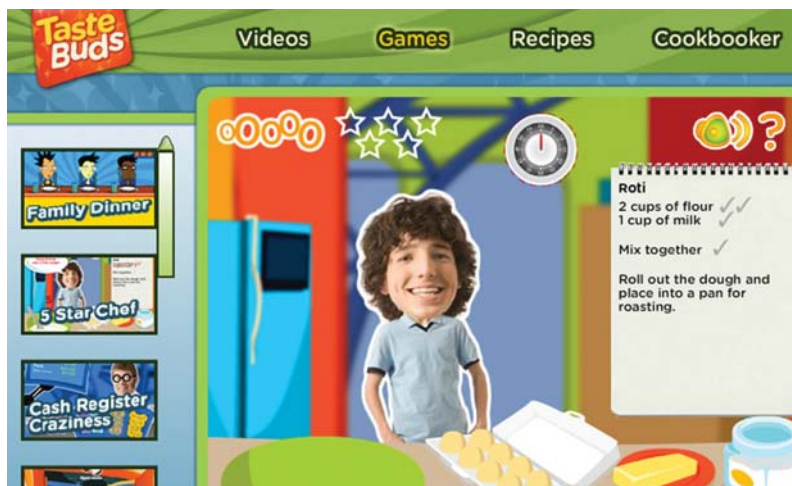 Taste
Buds
Videos
Games
Recipes
Cookbooker
00000
?
Family Dinner
5 Star Chef
Cash Register
Craziness
Roti
2 cups of flour
1 cup of milk
Mix together
Roll out the dough and
place into a pan for
roasting.